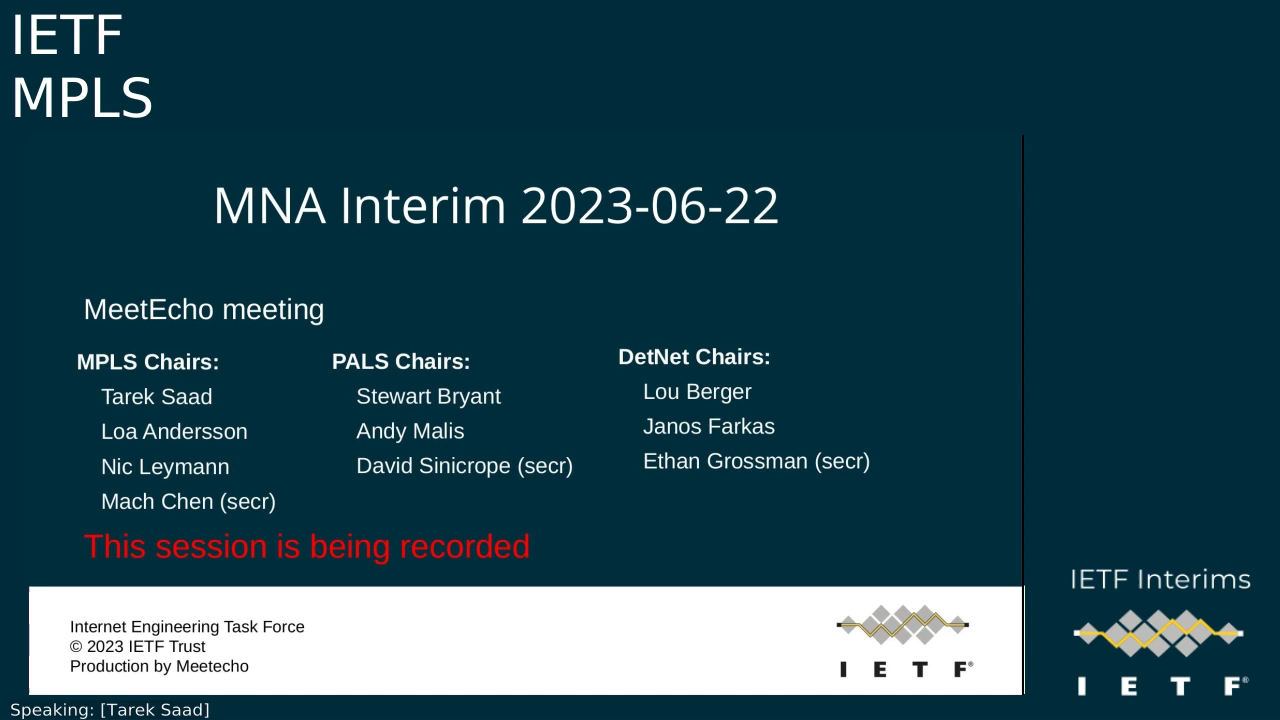 IETF
MPLS
MNA Interim 2023-06-22
MeetEcho meeting
MPLS Chairs:
Tarek Saad
Loa Andersson
Nic Leymann
Mach Chen (secr)
PALS Chairs:
Stewart Bryant
Andy Malis
David Sinicrope (secr)
DetNet Chairs:
Lou Berger
Janos Farkas
Ethan Grossman (secr)
This session is being recorded
Internet Engineering Task Force
© 2023 IETF Trust
Production by Meetecho
I E T F®
IETF Interims
I E T F®
Speaking: [Tarek Saad]